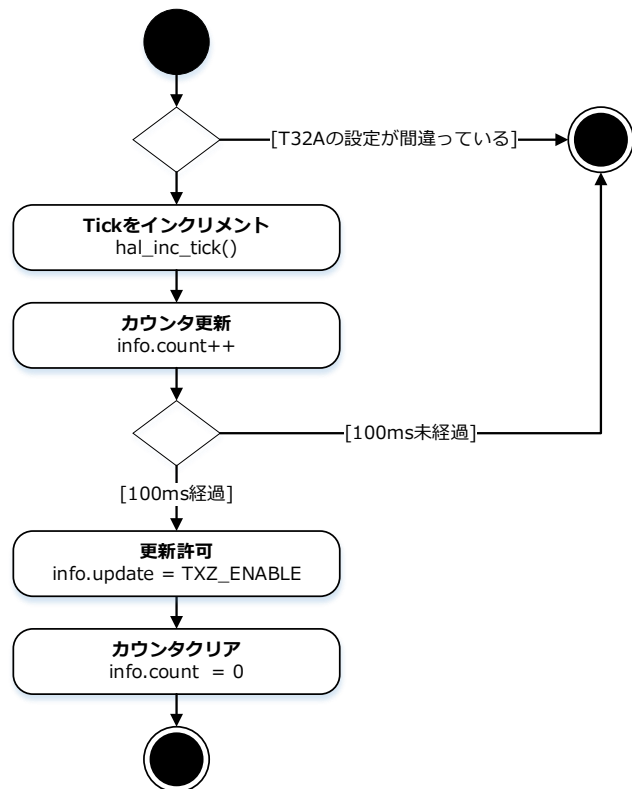 [T32Aの設定が間違っている]
Tickをインクリメント
hal_inc_tick()
カウンタ更新
info.count++
[100ms未経過]
[100ms経過]
更新許可
info.update = TXZ_ENABLE
カウンタクリア
info.count = 0